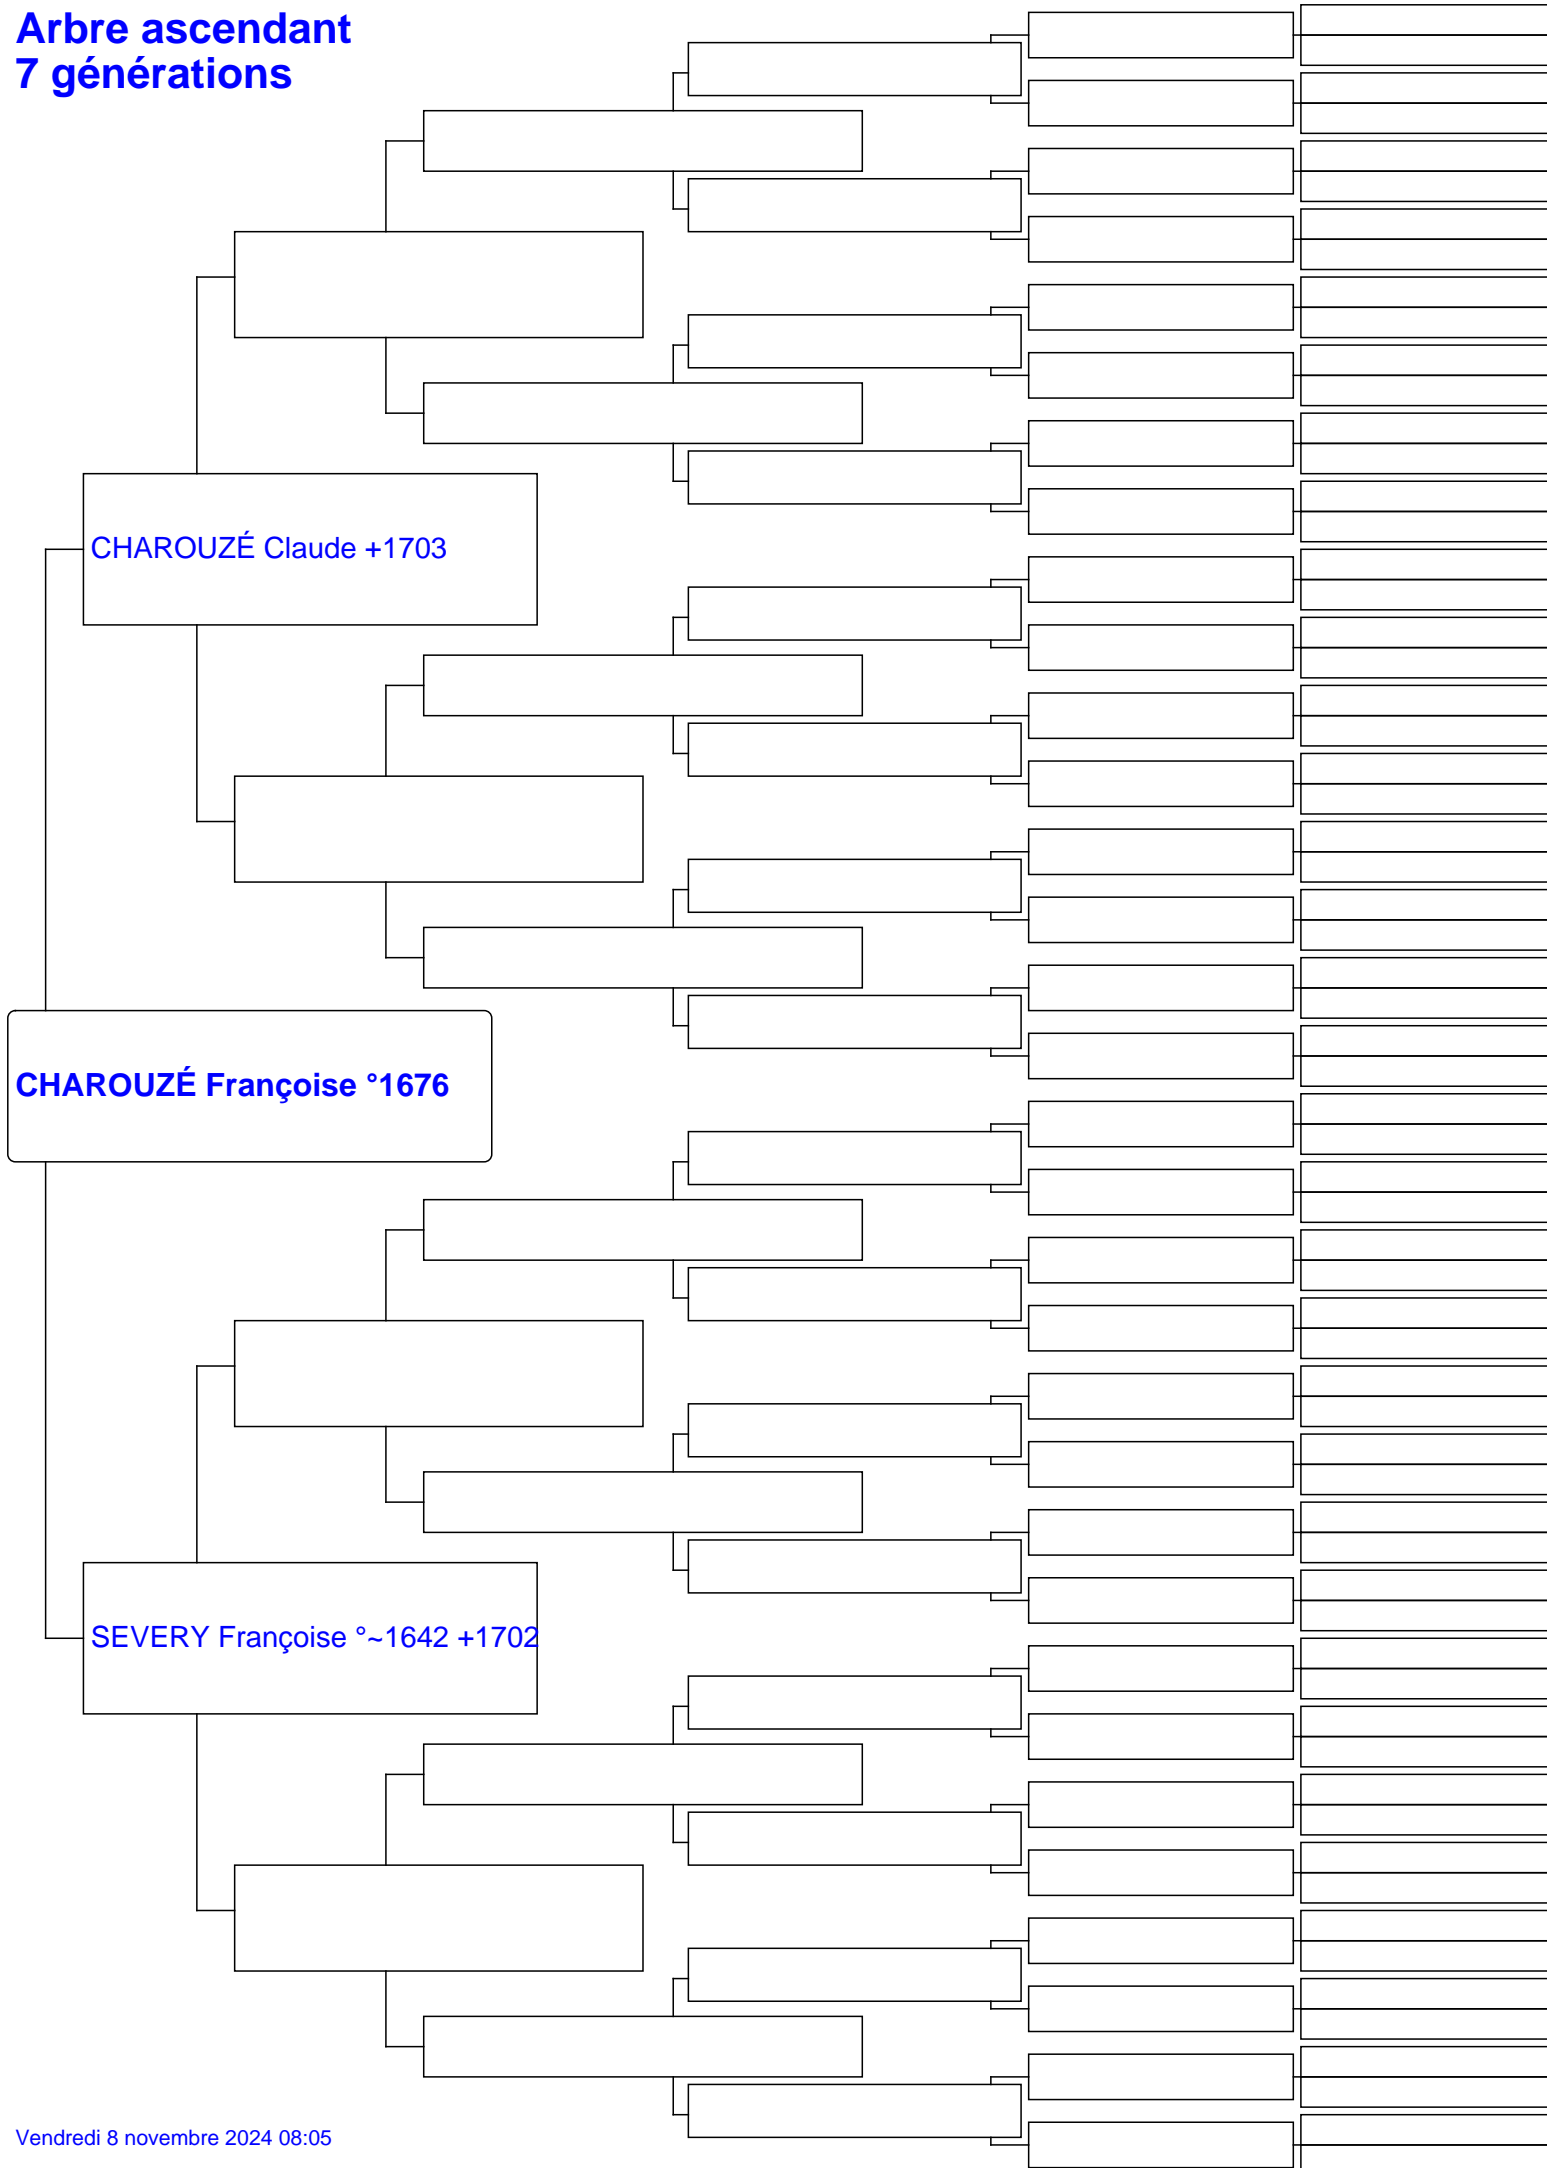 Arbre ascendant
7 générations
CHAROUZÉ Claude +1703
CHAROUZÉ Françoise °1676
SEVERY Françoise °~1642 +1702
Vendredi 8 novembre 2024 08:05